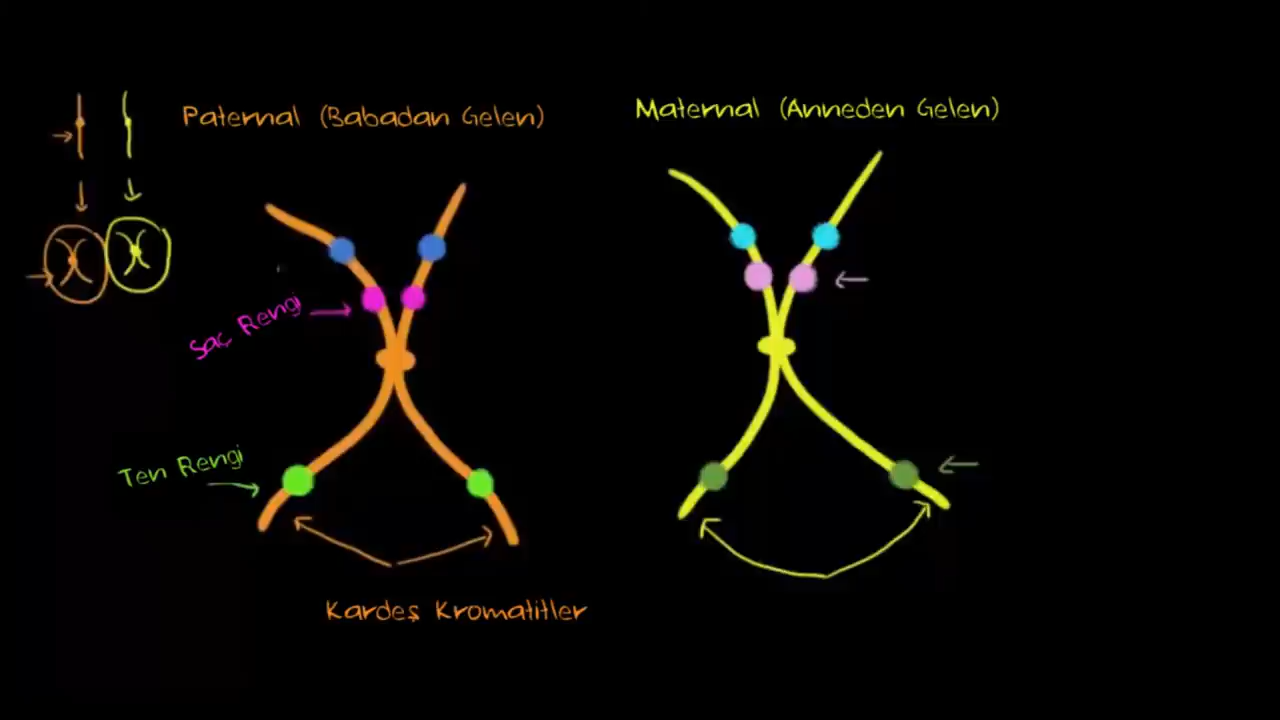 Paternal (Babadan Gelen)
Maternal (Anneden Gelen)
Saç Rengi
Ten Rengi
Kardeş Kromatitler